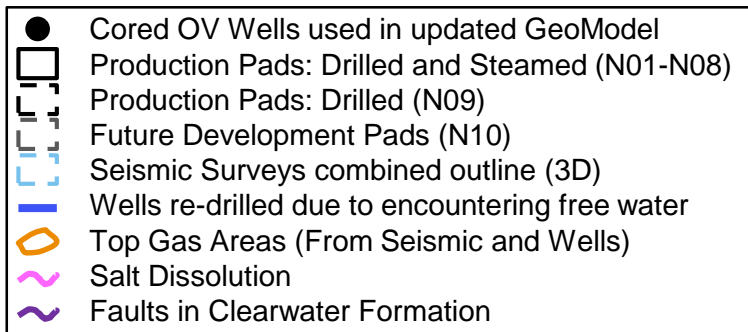 Cored OV Wells used in updated GeoModel
Production Pads: Drilled and Steamed (N01-N08)
Production Pads: Drilled (N09)
Future Development Pads (N10)
Seismic Surveys combined outline (3D)
Wells re-drilled due to encountering free water
Top Gas Areas (From Seismic and Wells)
Salt Dissolution
Faults in Clearwater Formation